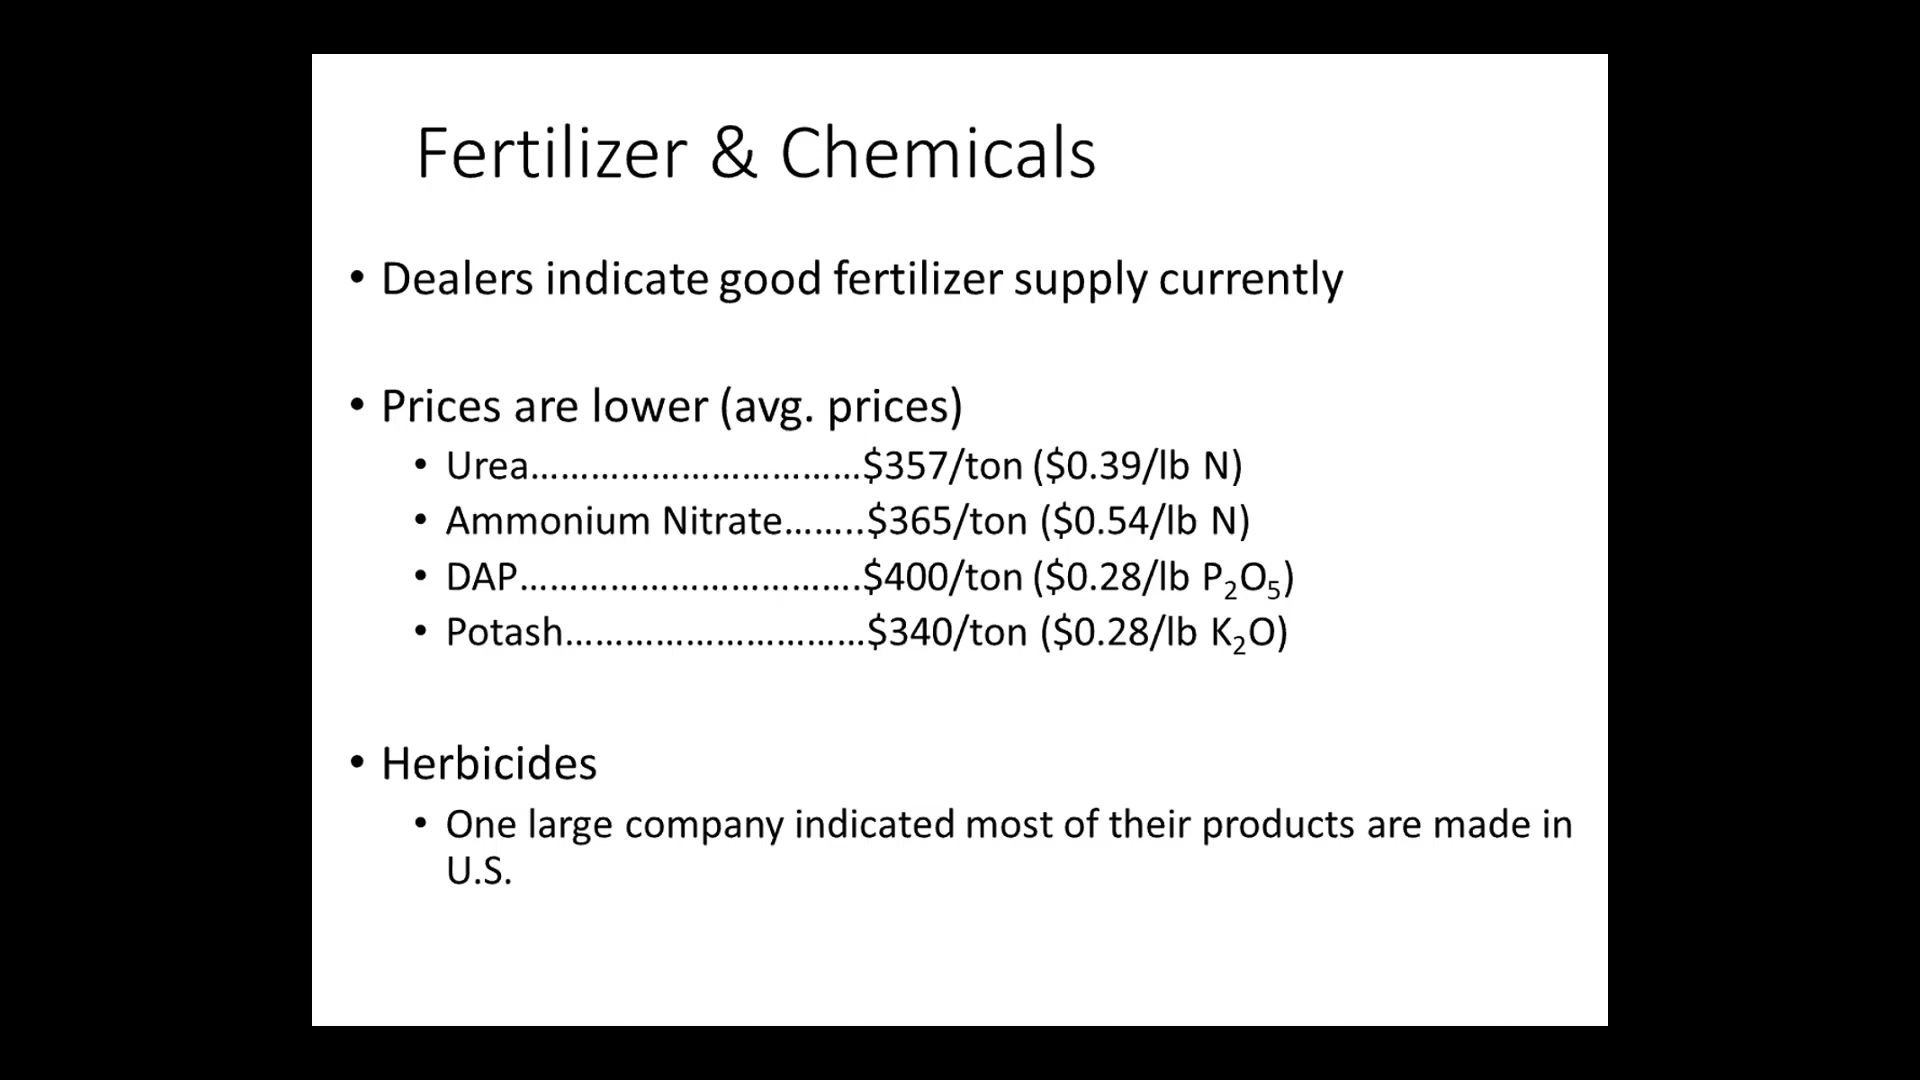 Fertilizer & Chemicals
• Dealers indicate good fertilizer supply currently
• Prices are lower (avg. prices)
• Urea……………………………$357/ton ($0.39/lb N)
• Ammonium Nitrate……..$365/ton ($0.54/lb N)
• DAP…………………………….$400/ton ($0.28/lb P₂O₅)
• Potash…………………………$340/ton ($0.28/lb K₂O)
• Herbicides
• One large company indicated most of their products are made in
U.S.